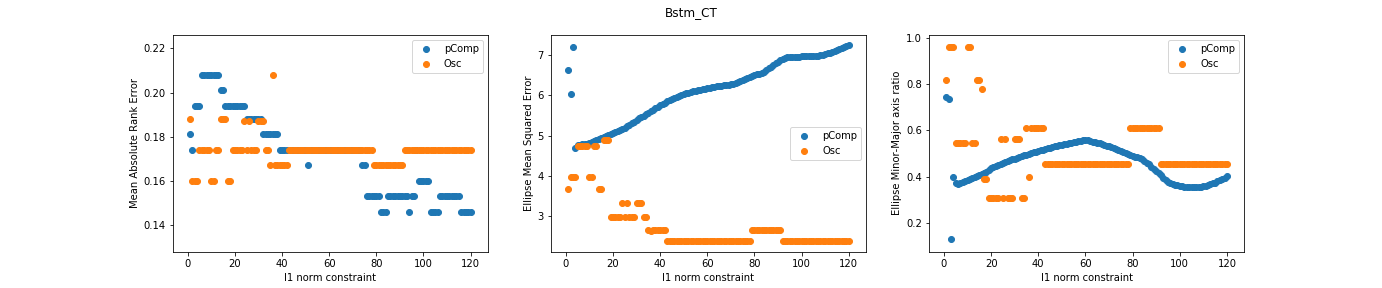 Bstm_CT
Mean Absolute Rank Error
0.22
0.20
0.18
0.16
0.14
0
20
40
60
80
100
120
l1 norm constraint
pComp
Osc
Ellipse Mean Squared Error
7
6
5
4
3
0
20
40
60
80
100
120
l1 norm constraint
pComp
Osc
Ellipse Minor-Major axis ratio
1.0
0.8
0.6
0.4
0.2
0
20
40
60
80
100
120
l1 norm constraint
pComp
Osc